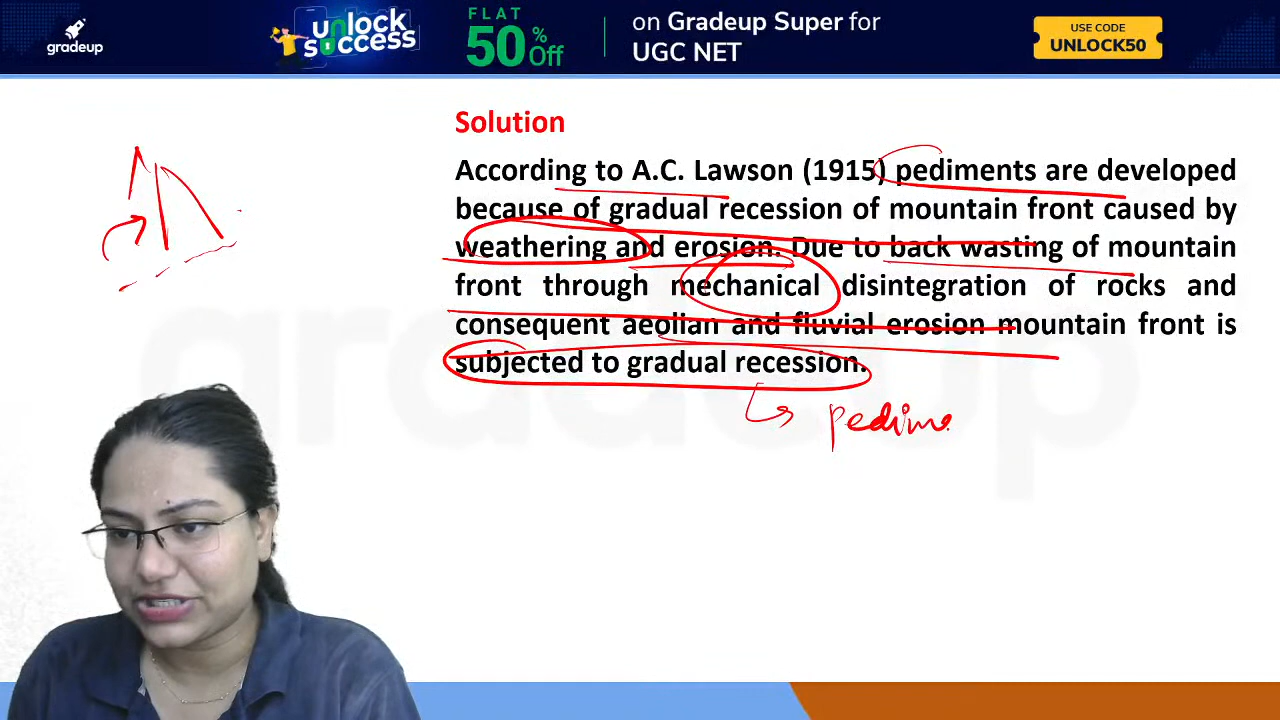 gradeup
unlock
success
FLAT
50% Off
on Gradeup Super for
UGC NET
USE CODE
UNLOCK50
Solution
According to A.C. Lawson (1915) pediments are developed
because of gradual recession of mountain front caused by
weathering and erosion. Due to back wasting of mountain
front through mechanical disintegration of rocks and
consequent aeolian and fluvial erosion mountain front is
subjected to gradual recession.
pedime
gradeup